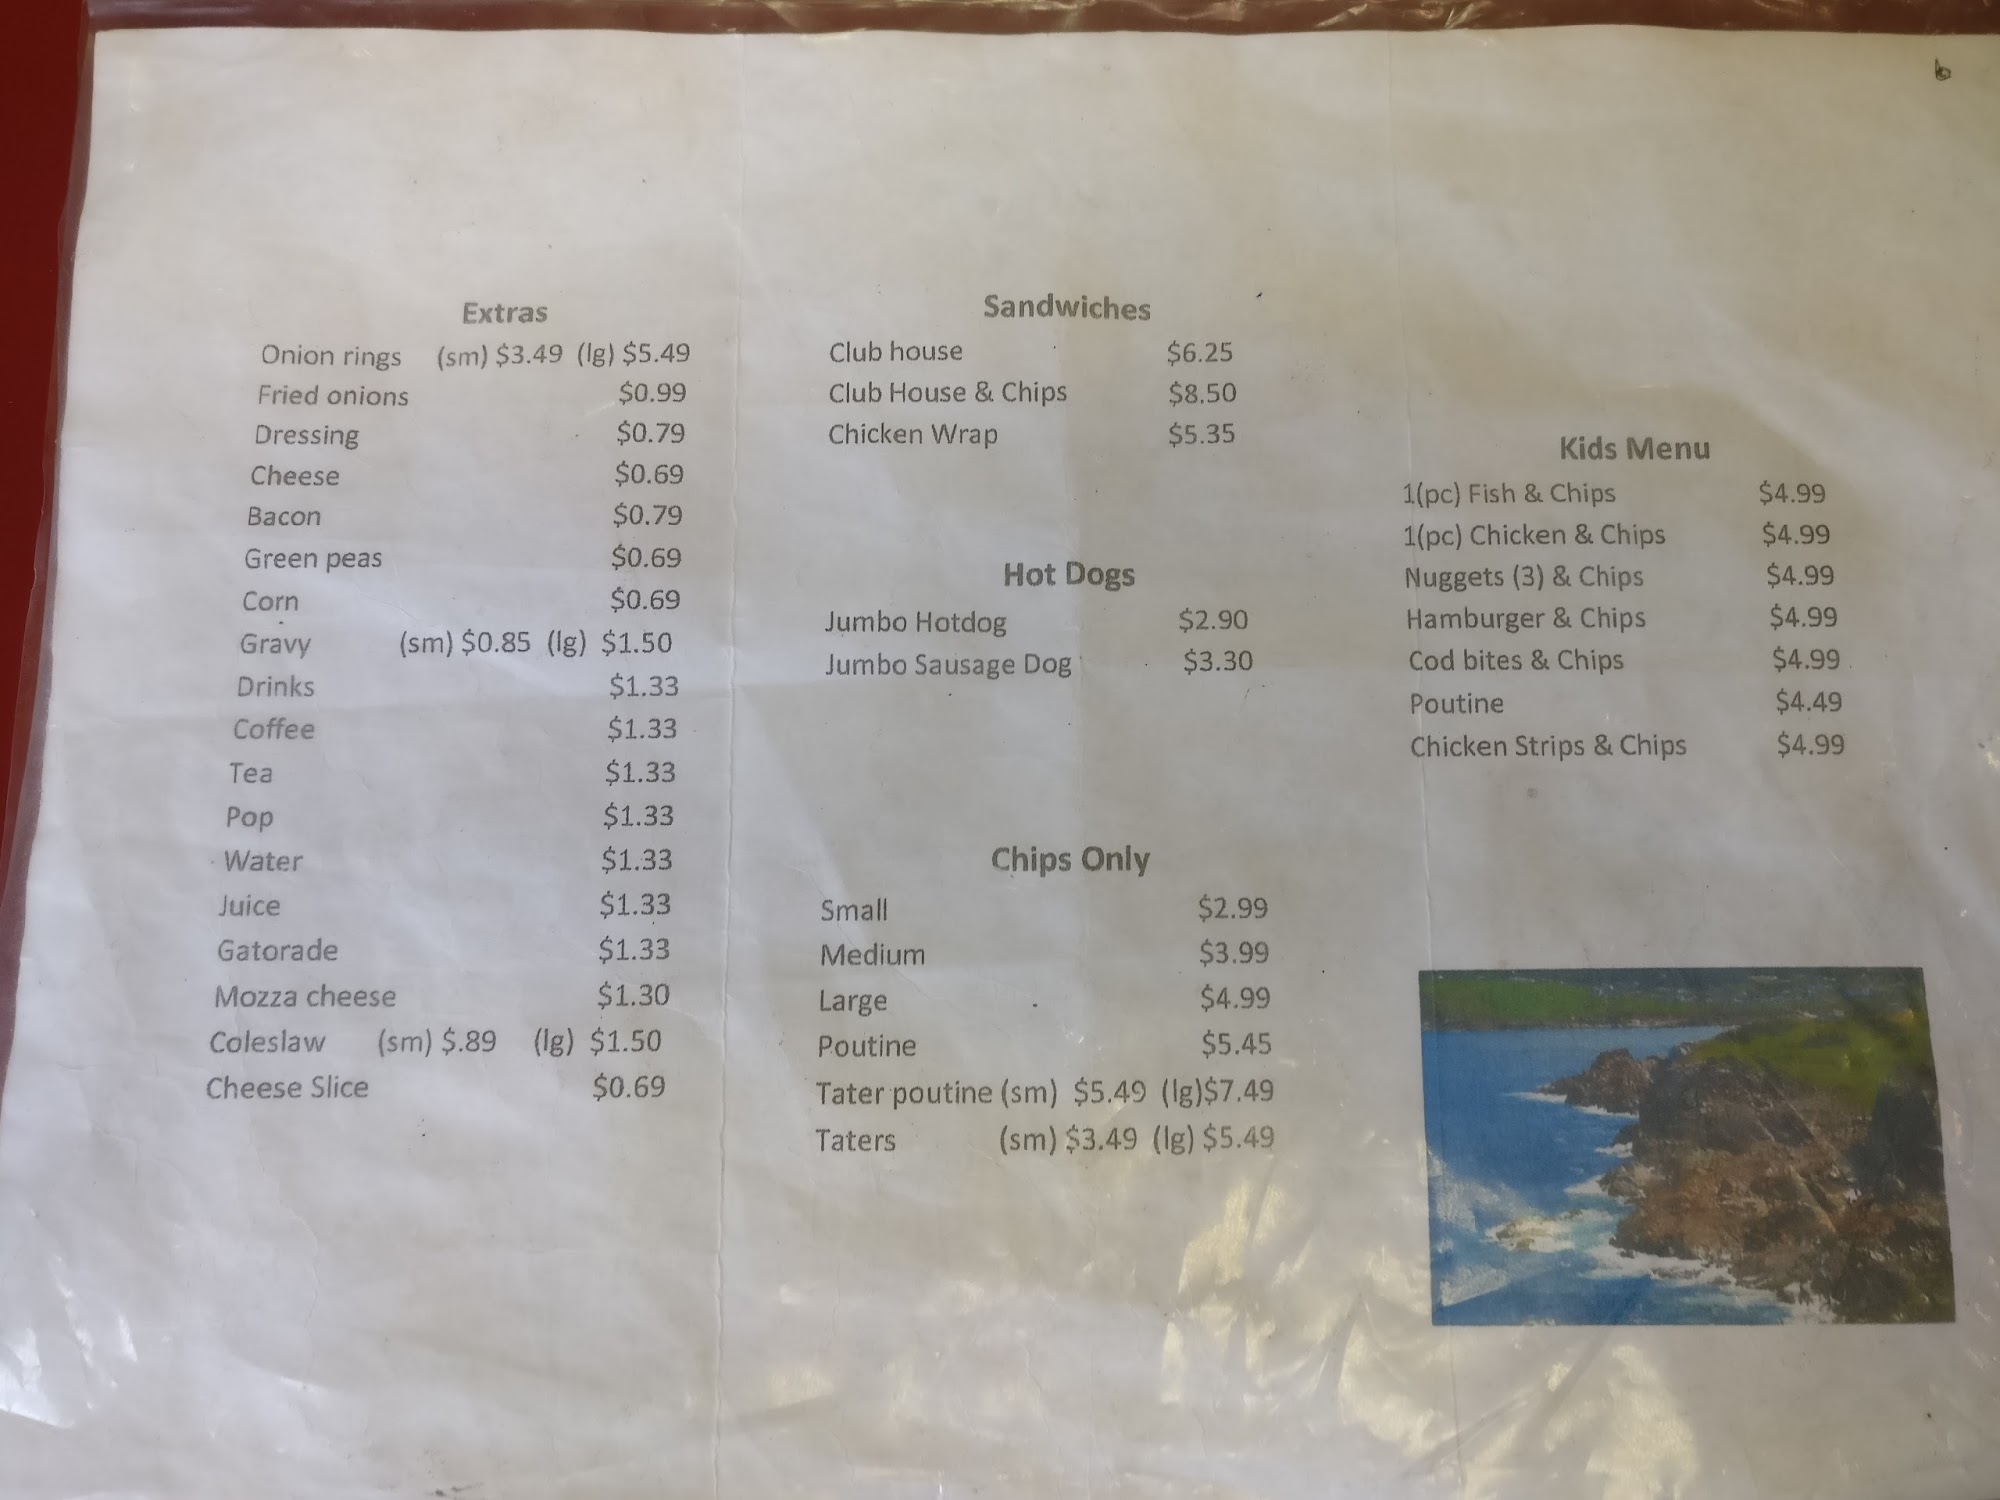 Extras
Onion rings (sm) $3.49 (lg) $5.49
Fried onions $0.99
Dressing $0.79
Cheese $0.69
Bacon $0.79
Green peas $0.69
Corn $0.69
Gravy (sm) $0.85 (lg) $1.50
Drinks $1.33
Coffee $1.33
Tea $1.33
Pop $1.33
Water $1.33
Juice $1.33
Gatorade $1.33
Mozza cheese $1.30
Coleslaw (sm) $.89 (lg) $1.50
Cheese Slice $0.69
Sandwiches
Club house $6.25
Club House & Chips $8.50
Chicken Wrap $5.35
Hot Dogs
Jumbo Hotdog $2.90
Jumbo Sausage Dog $3.30
Chips Only
Small $2.99
Medium $3.99
Large $4.99
Poutine $5.45
Tater poutine (sm) $5.49 (lg)$7.49
Taters (sm) $3.49 (lg) $5.49
Kids Menu
1(pc) Fish & Chips $4.99
1(pc) Chicken & Chips $4.99
Nuggets (3) & Chips $4.99
Hamburger & Chips $4.99
Cod bites & Chips $4.99
Poutine $4.49
Chicken Strips & Chips $4.99